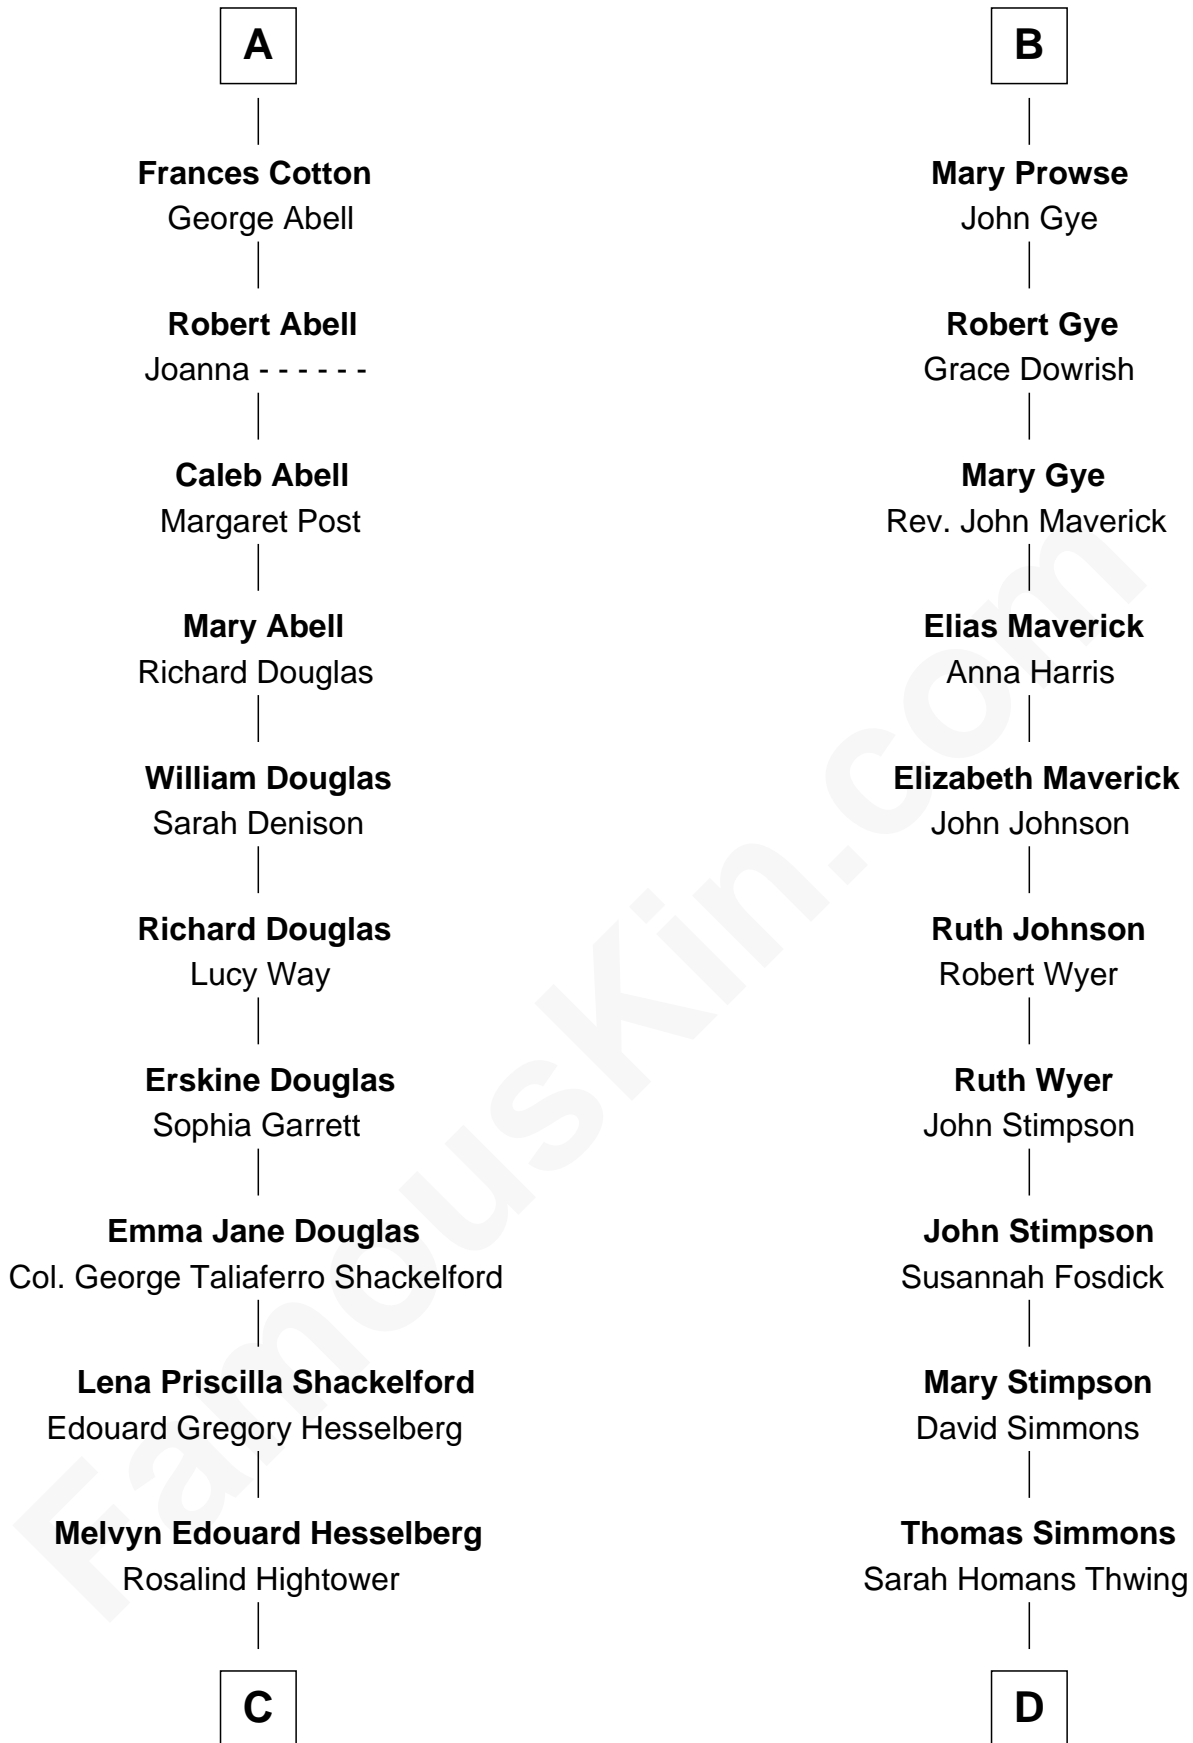 A
Frances Cotton
George Abell
Robert Abell
Joanna - - - - - -
Caleb Abell
Margaret Post
Mary Abell
Richard Douglas
William Douglas
Sarah Denison
Richard Douglas
Lucy Way
Erskine Douglas
Sophia Garrett
Emma Jane Douglas
Col. George Taliaferro Shackelford
Lena Priscilla Shackelford
Edouard Gregory Hesselberg
Melvyn Edouard Hesselberg
Rosalind Hightower
C
B
Mary Prowse
John Gye
Robert Gye
Grace Dowrish
Mary Gye
Rev. John Maverick
Elias Maverick
Anna Harris
Elizabeth Maverick
John Johnson
Ruth Johnson
Robert Wyer
Ruth Wyer
John Stimpson
John Stimpson
Susannah Fosdick
Mary Stimpson
David Simmons
Thomas Simmons
Sarah Homans Thwing
D
FamousKin.com